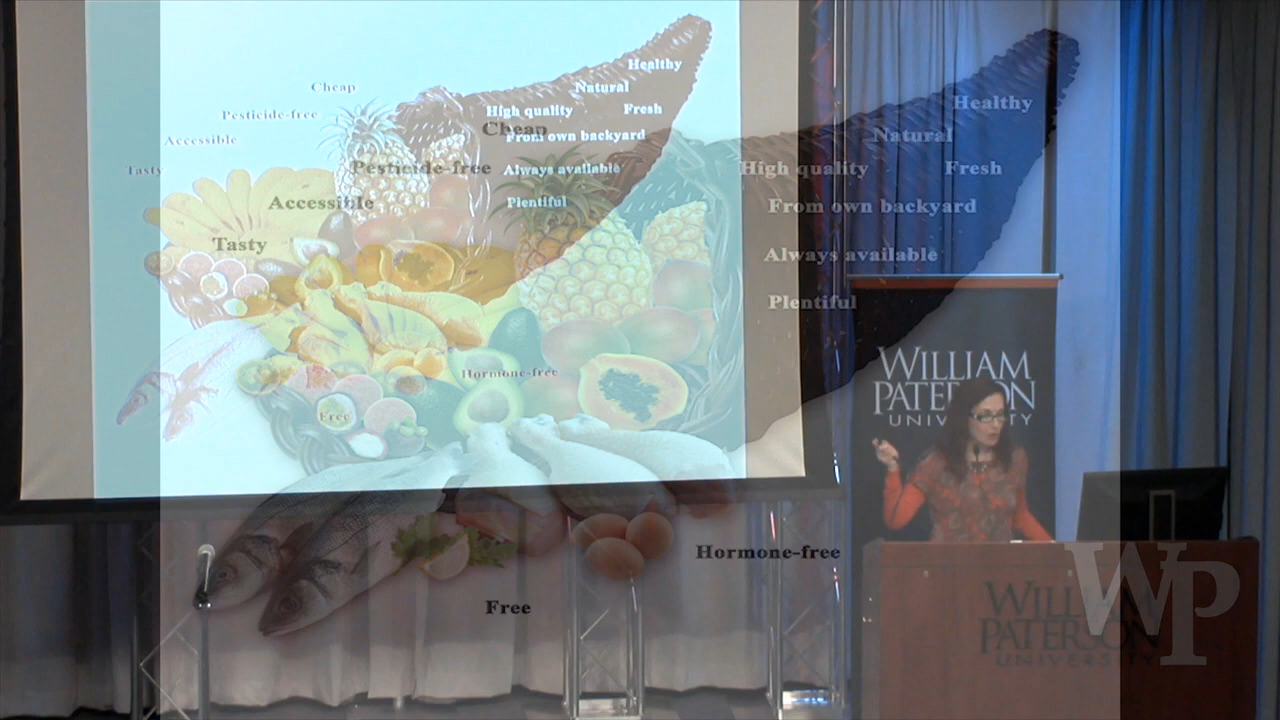 Healthy
Cheap
Natural
High quality
Fresh
Pesticide-free
From own backyard
Accessible
Always available
Tasty
Plentiful
Hormone-free
Free
Healthy
Cheap
Natural
High quality
Fresh
Pesticide-free
From own backyard
Accessible
Tasty
Always available
Plentiful
Hormone-free
Free
WILLIAM
PATERSON
UNIVERSITY
WILLIAM
PATERSON
UNIVERSITY
WP